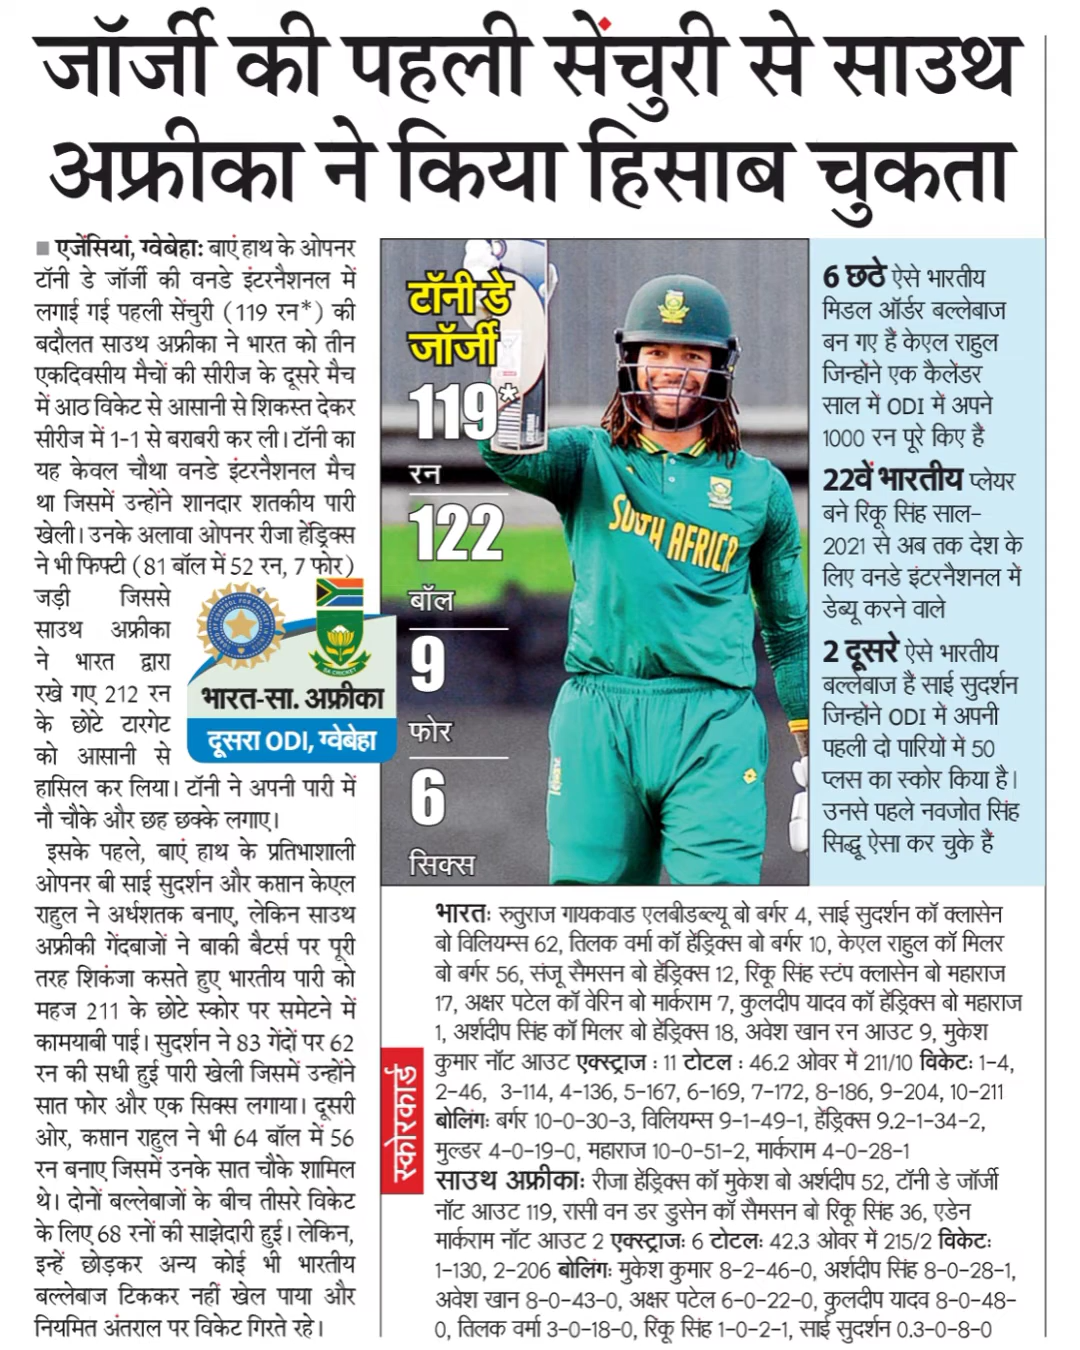 जॉर्जी की पहली सेंचुरी से साउथ
अफ्रीका ने किया हिसाब चुकता
■ एजेंसियां, ग्वेबेहा: बाएं हाथ के ओपनर
टॉनी डे जॉर्जी की वनडे इंटरनैशनल में
लगाई गई पहली सेंचुरी (119 रन*) की
बदौलत साउथ अफ्रीका ने भारत को तीन
एकदिवसीय मैचों की सीरीज के दूसरे मैच
में आठ विकेट से आसानी से शिकस्त देकर
सीरीज में 1-1 से बराबरी कर ली। टॉनी का
यह केवल चौथा वनडे इंटरनैशनल मैच
था जिसमें उन्होंने शानदार शतकीय पारी
खेली। उनके अलावा ओपनर रीजा हेंड्रिक्स
ने भी फिफ्टी (81 बॉल में 52 रन, 7 फोर)
जड़ी जिससे
साउथ अफ्रीका
ने भारत द्वारा
रखे गए 212 रन
के छोटे टारगेट
को आसानी से
हासिल कर लिया। टॉनी ने अपनी पारी में
नौ चौके और छह छक्के लगाए।
इसके पहले, बाएं हाथ के प्रतिभाशाली
ओपनर बी साई सुदर्शन और कप्तान केएल
राहुल ने अर्धशतक बनाए, लेकिन साउथ
अफ्रीकी गेंदबाजों ने बाकी बैटर्स पर पूरी
तरह शिकंजा कसते हुए भारतीय पारी को
महज 211 के छोटे स्कोर पर समेटने में
कामयाबी पाई। सुदर्शन ने 83 गेंदों पर 62
रन की सधी हुई पारी खेली जिसमें उन्होंने
सात फोर और एक सिक्स लगाया। दूसरी
ओर, कप्तान राहुल ने भी 64 बॉल में 56
रन बनाए जिसमें उनके सात चौके शामिल
थे। दोनों बल्लेबाजों के बीच तीसरे विकेट
के लिए 68 रनों की साझेदारी हुई। लेकिन,
इन्हें छोड़कर अन्य कोई भी भारतीय
बल्लेबाज टिककर नहीं खेल पाया और
नियमित अंतराल पर विकेट गिरते रहे।
भारत-सा. अफ्रीका
दूसरा ODI, ग्वेबेहा
टॉनी डे
जॉर्जी
119*
रन
122
बॉल
9
फोर
6
सिक्स
SOUTH AFRICA
6 छठे ऐसे भारतीय
मिडल ऑर्डर बल्लेबाज
बन गए हैं केएल राहुल
जिन्होंने एक कैलेंडर
साल में ODI में अपने
1000 रन पूरे किए हैं
22वें भारतीय प्लेयर
बने रिंकू सिंह साल-
2021 से अब तक देश के
लिए वनडे इंटरनैशनल में
डेब्यू करने वाले
2 दूसरे ऐसे भारतीय
बल्लेबाज हैं साई सुदर्शन
जिन्होंने ODI में अपनी
पहली दो पारियों में 50
प्लस का स्कोर किया है।
उनसे पहले नवजोत सिंह
सिद्धू ऐसा कर चुके हैं
स्कोरकार्ड
भारत: रुतुराज गायकवाड एलबीडब्ल्यू बो बर्गर 4, साई सुदर्शन कॉ क्लासेन
बो विलियम्स 62, तिलक वर्मा कॉ हेंड्रिक्स बो बर्गर 10, केएल राहुल कॉ मिलर
बो बर्गर 56, संजू सैमसन बो हेंड्रिक्स 12, रिंकू सिंह स्टंप क्लासेन बो महाराज
17, अक्षर पटेल कॉ वेरिन बो मार्कराम 7, कुलदीप यादव कॉ हेंड्रिक्स बो महाराज
1, अर्शदीप सिंह कॉ मिलर बो हेंड्रिक्स 18, अवेश खान रन आउट 9, मुकेश
कुमार नॉट आउट एक्स्ट्राज : 11 टोटल : 46.2 ओवर में 211/10 विकेट: 1-4,
2-46, 3-114, 4-136, 5-167, 6-169, 7-172, 8-186, 9-204, 10-211
बोलिंग: बर्गर 10-0-30-3, विलियम्स 9-1-49-1, हेंड्रिक्स 9.2-1-34-2,
मुल्डर 4-0-19-0, महाराज 10-0-51-2, मार्कराम 4-0-28-1
साउथ अफ्रीका: रीजा हेंड्रिक्स कॉ मुकेश बो अर्शदीप 52, टॉनी डे जॉर्जी
नॉट आउट 119, रासी वन डर डुसेन कॉ सैमसन बो रिंकू सिंह 36, एडेन
मार्कराम नॉट आउट 2 एक्स्ट्राज: 6 टोटल: 42.3 ओवर में 215/2 विकेट:
1-130, 2-206 बोलिंग: मुकेश कुमार 8-2-46-0, अर्शदीप सिंह 8-0-28-1,
अवेश खान 8-0-43-0, अक्षर पटेल 6-0-22-0, कुलदीप यादव 8-0-48-
0, तिलक वर्मा 3-0-18-0, रिंकू सिंह 1-0-2-1, साई सुदर्शन 0.3-0-8-0